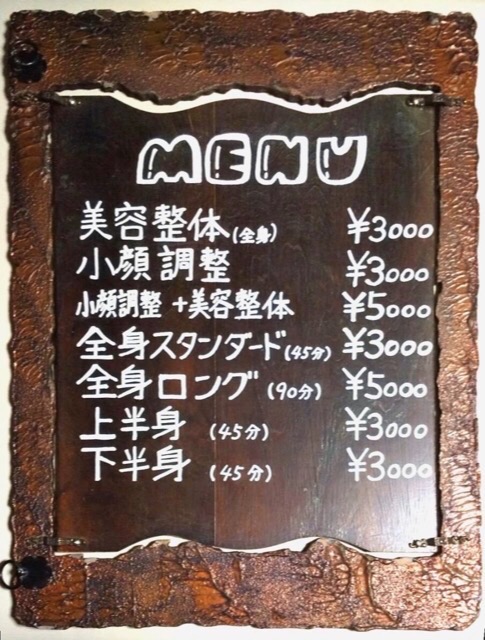 MENU
美容整体(全身) ¥3000
小顔調整 ¥3000
小顔調整+美容整体 ¥5000
全身スタンダード(45分) ¥3000
全身ロング(90分) ¥5000
上半身(45分) ¥3000
下半身(45分) ¥3000